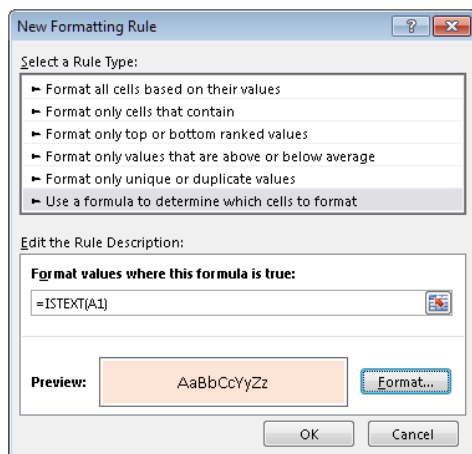 New Formatting Rule
Select a Rule Type:
► Format all cells based on their values
► Format only cells that contain
► Format only top or bottom ranked values
► Format only values that are above or below average
► Format only unique or duplicate values
► Use a formula to determine which cells to format
Edit the Rule Description:
Format values where this formula is true:
=ISTEXT(A1)
Preview: AaBbCcYyZz Format...
OK Cancel